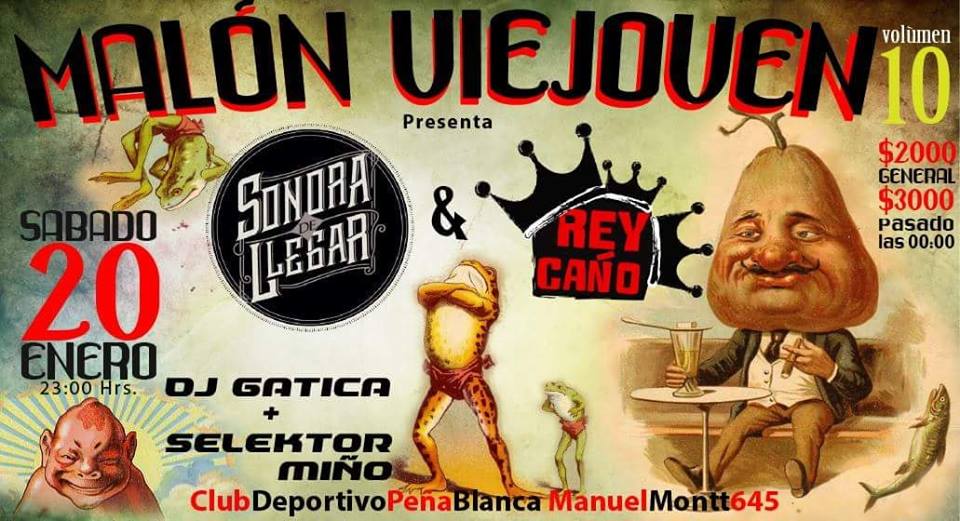 MALÓN VIEJOVEN
volùmen
10
Presenta
$2000
GENERAL
$3000
Pasado
las 00:00
SONORA
DE
LLEGAR
&
REY
CAÑO
SABADO
20
ENERO
23:00 Hrs.
DJ GATICA
+
SELEKTOR
MIÑO
ClubDeportivoPeñaBlanca ManuelMontt645